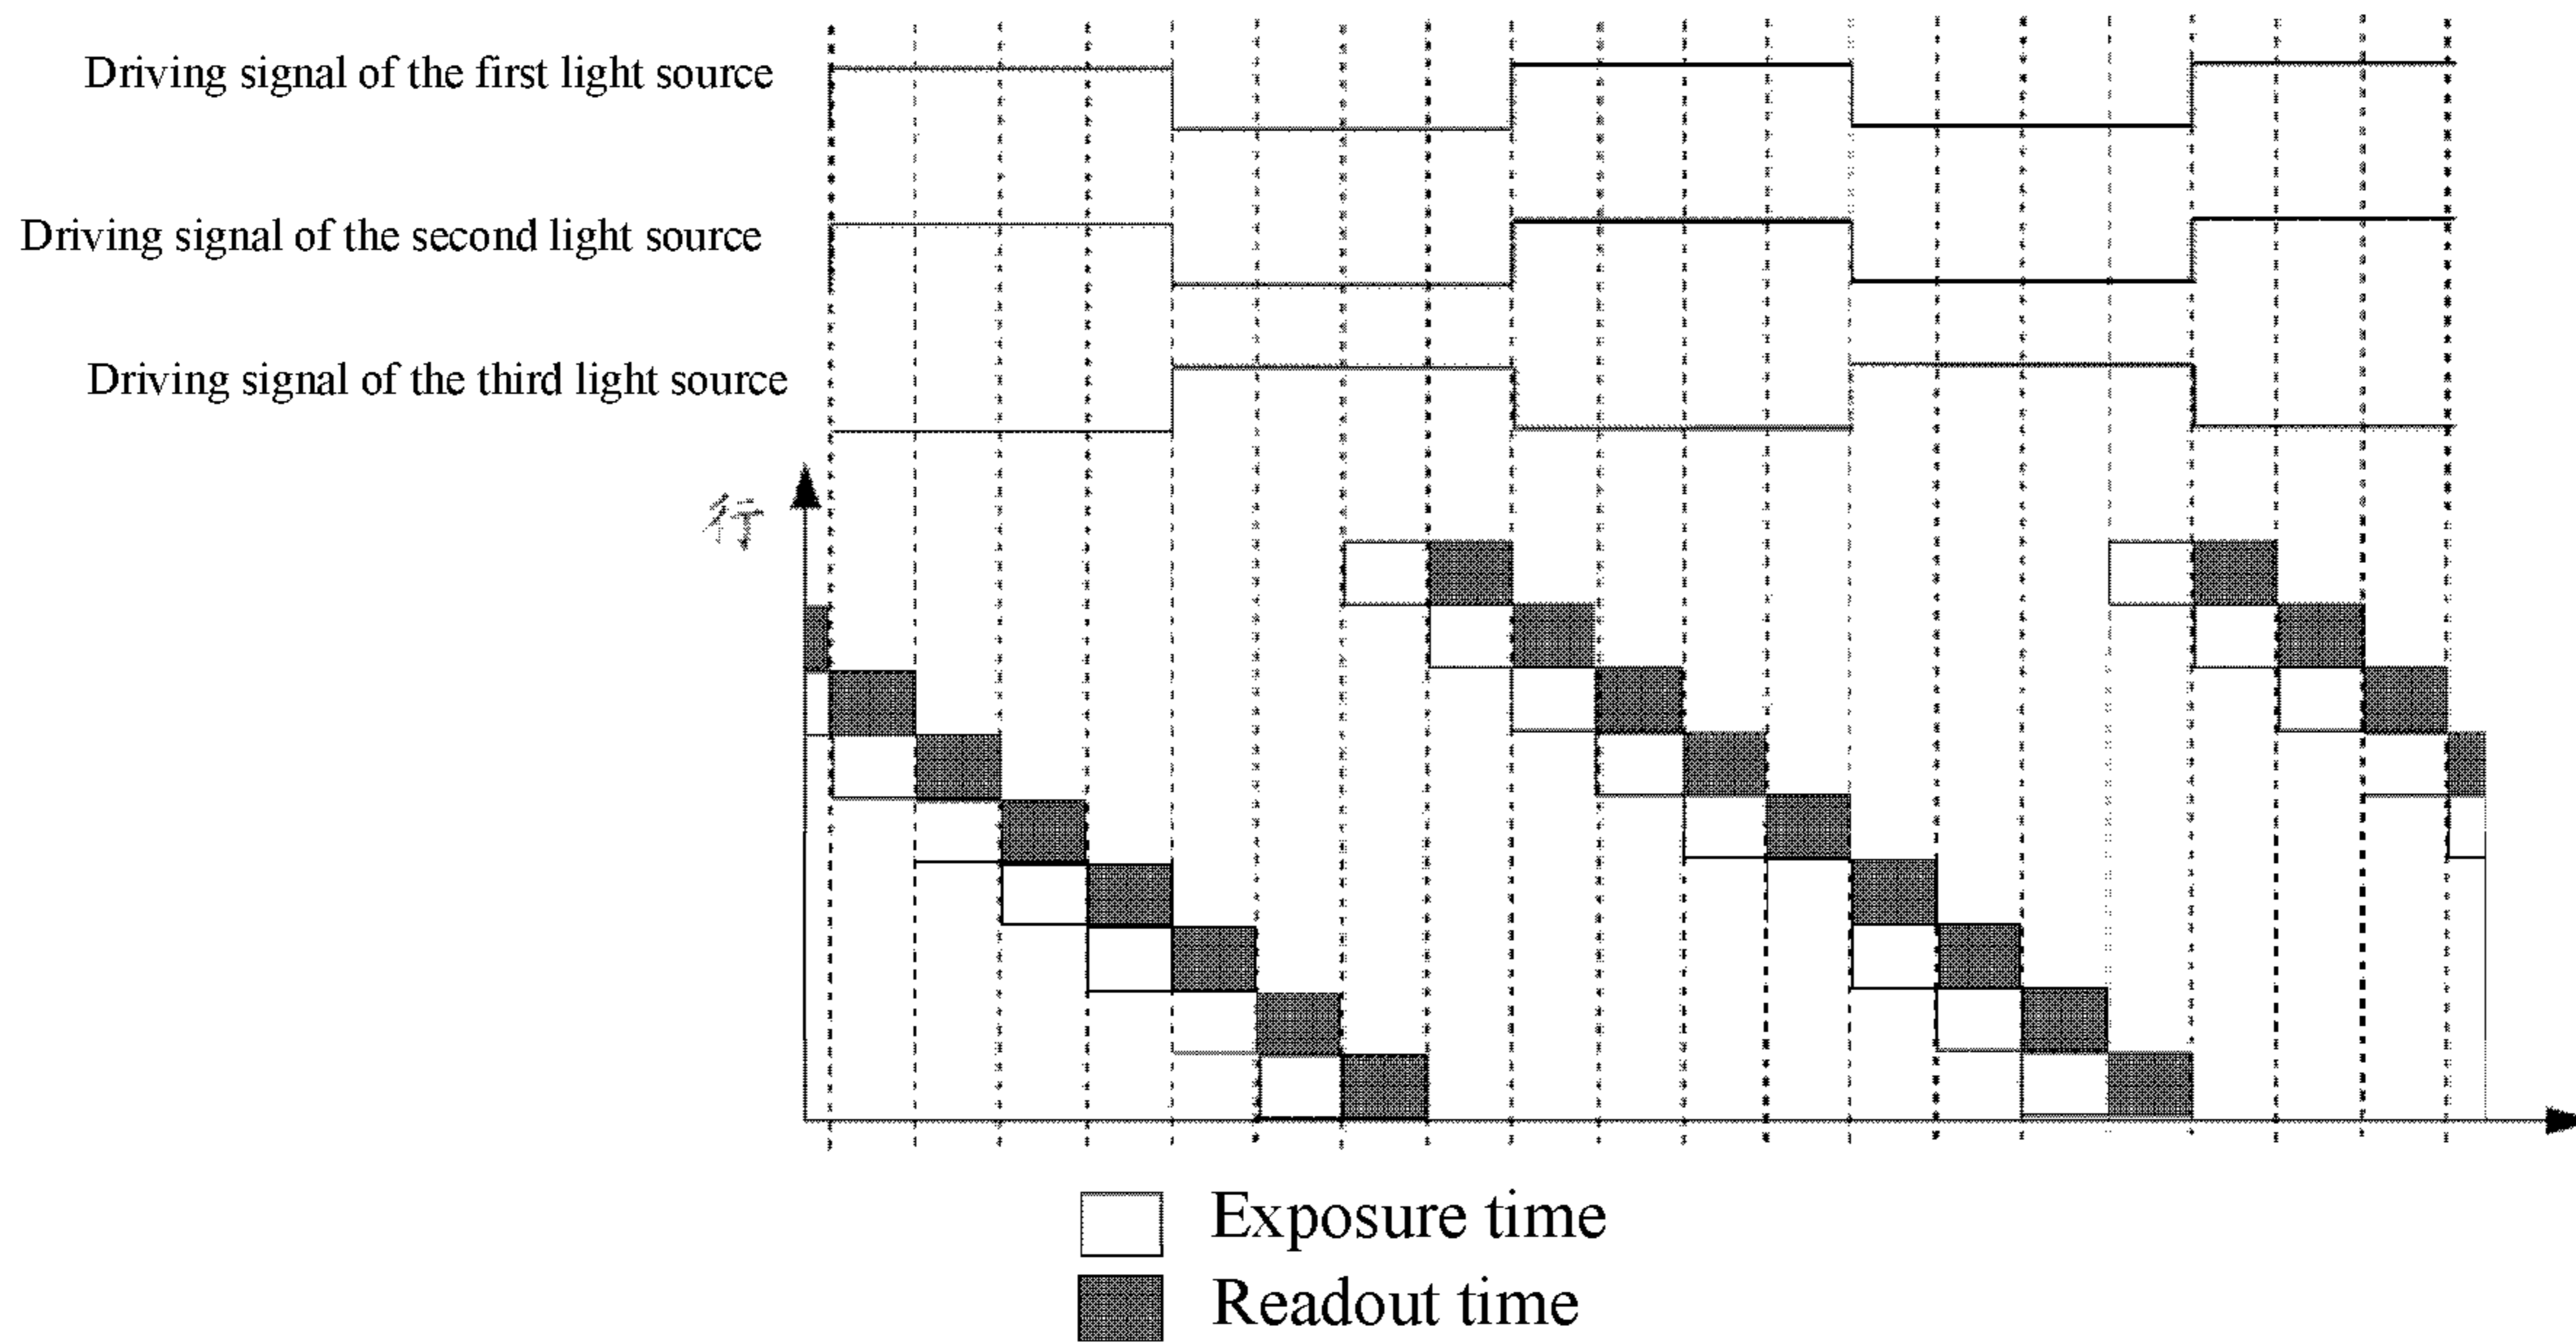 Driving signal of the first light source
Driving signal of the second light source
Driving signal of the third light source
行
Exposure time
Readout time